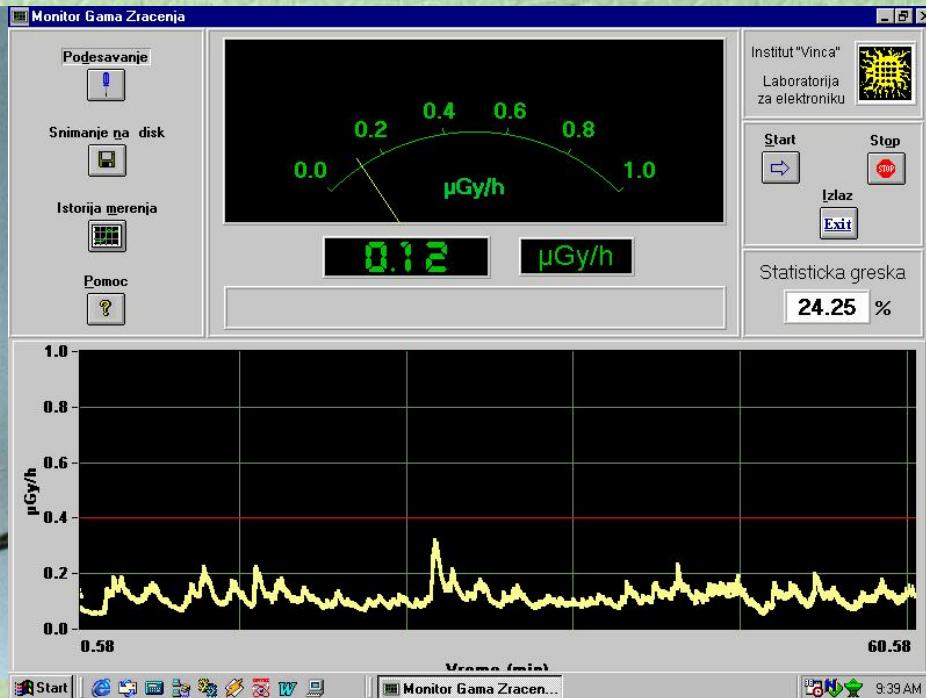 Monitor Gama Zracenja
Podesavanje
Snimanje na disk
Istorija merenja
Pomoc
0.0
0.2
0.4
0.6
0.8
1.0
µGy/h
0.12
µGy/h
Institut "Vinca"
Laboratorija
za elektroniku
Start
Stop
STOP
Izlaz
Exit
Statisticka greska
24.25 %
1.0
0.8
0.6
0.4
0.2
0.0
µGy/h
0.58
60.58
Vreme (min)
Start
Monitor Gama Zracen...
9:39 AM